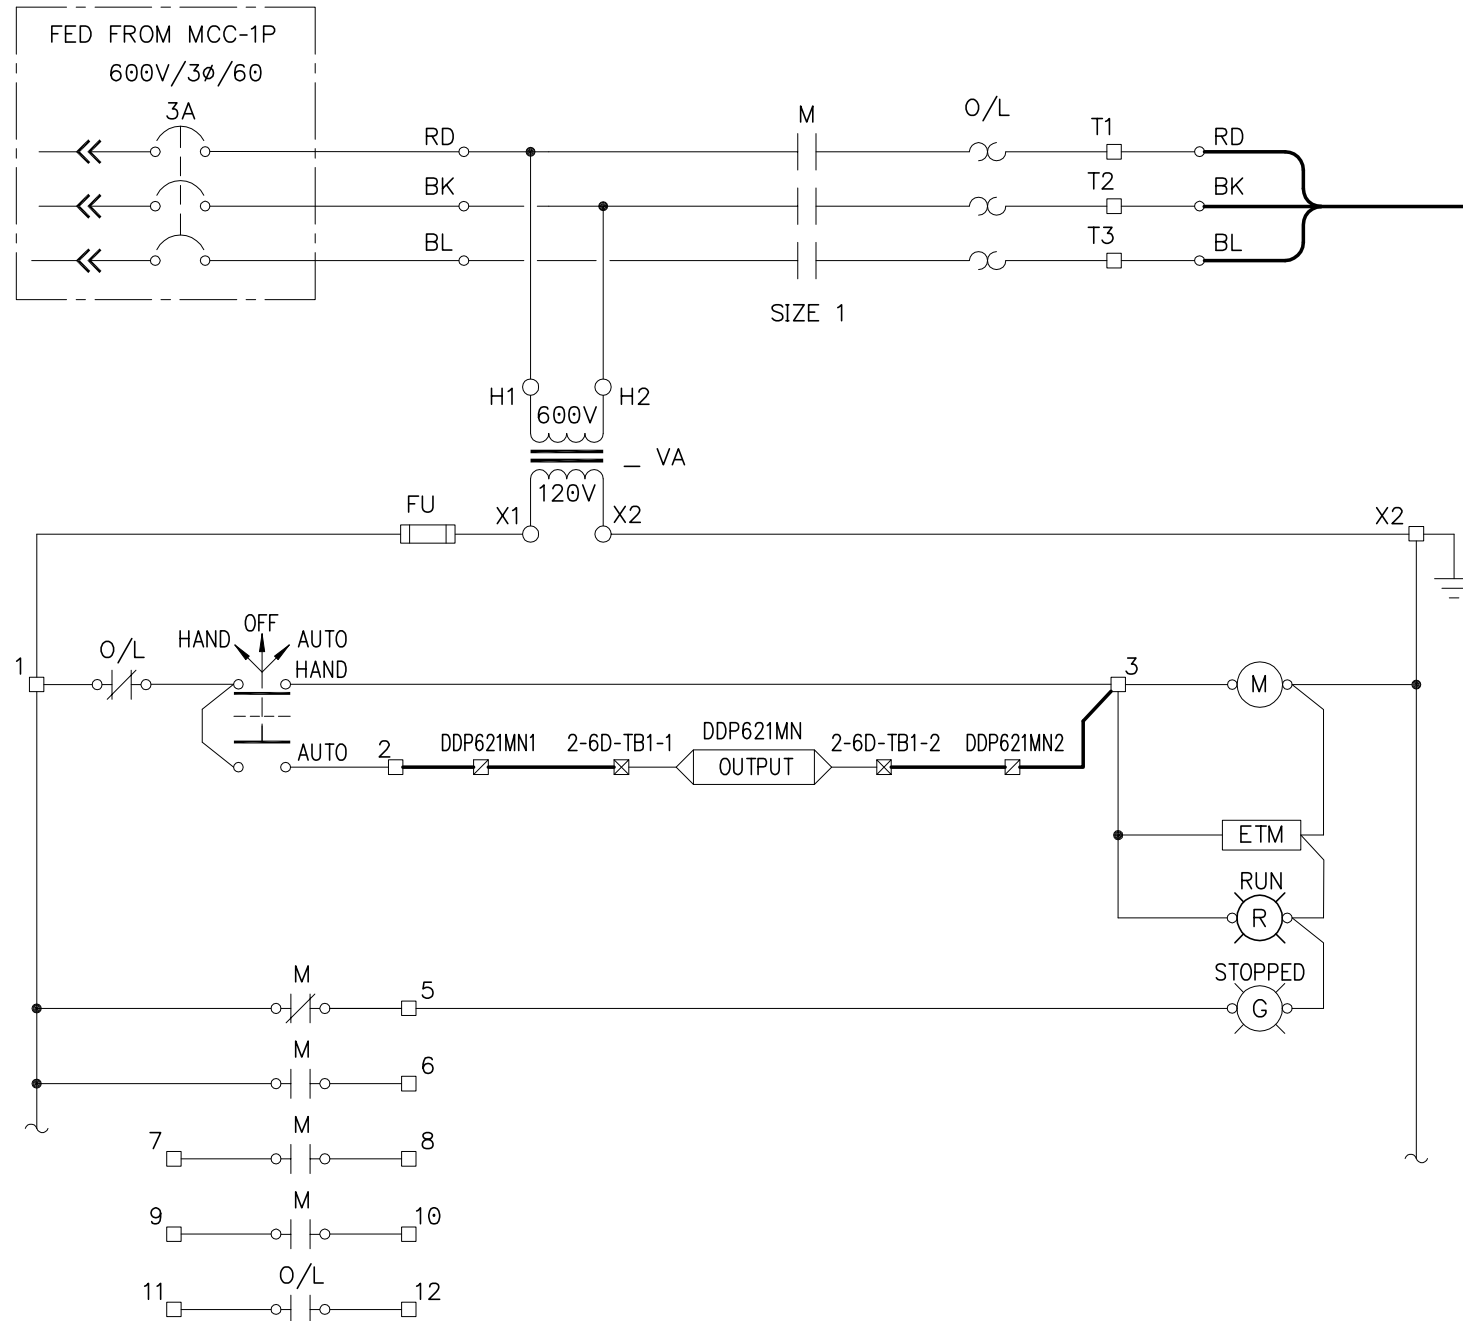 FED FROM MCC-1P
600V/3ø/60
3A
M
O/L
RD
T1
RD
BK
T2
BK
BL
T3
BL
SIZE 1
H1
H2
600V
_ VA
120V
FU
X1
X2
X2
OFF
HAND
AUTO
O/L
HAND
1
3
M
AUTO
2
DDP621MN1
2-6D-TB1-1
DDP621MN
OUTPUT
2-6D-TB1-2
DDP621MN2
ETM
RUN
R
M
5
STOPPED
G
M
6
M
7
8
M
9
10
O/L
11
12